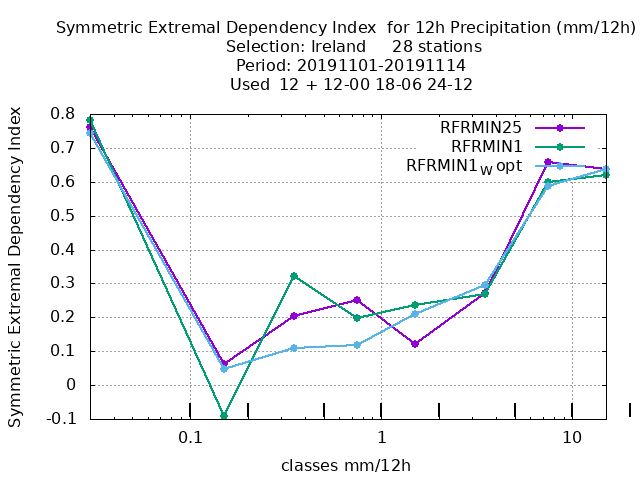 Symmetric Extremal Dependency Index for 12h Precipitation (mm/12h)
Selection: Ireland 28 stations
Period: 20191101-20191114
Used 12 + 12-00 18-06 24-12
Symmetric Extremal Dependency Index
0.8
0.7
0.6
0.5
0.4
0.3
0.2
0.1
0
-0.1
RFRMIN25
RFRMIN1
RFRMIN1W opt
0.1
1
10
classes mm/12h